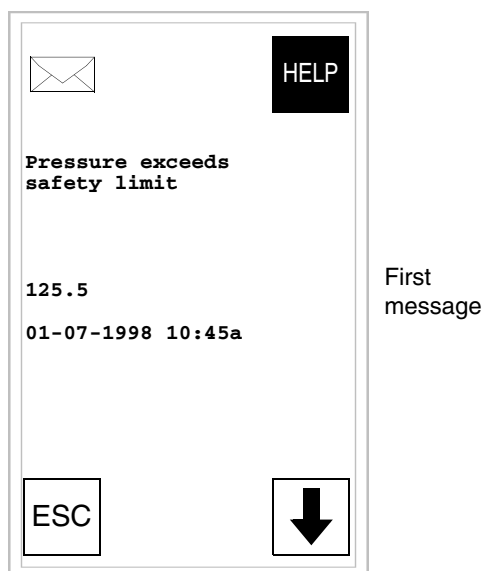 HELP
Pressure exceeds
safety limit
125.5
01-07-1998 10:45a
First
message
ESC